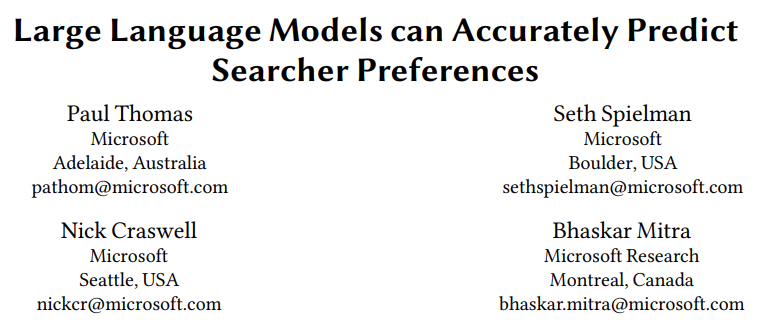 Large Language Models can Accurately Predict
Searcher Preferences
Paul Thomas
Microsoft
Adelaide, Australia
pathom@microsoft.com
Seth Spielman
Microsoft
Boulder, USA
sethspielman@microsoft.com
Nick Craswell
Microsoft
Seattle, USA
nickcr@microsoft.com
Bhaskar Mitra
Microsoft Research
Montreal, Canada
bhaskar.mitra@microsoft.com